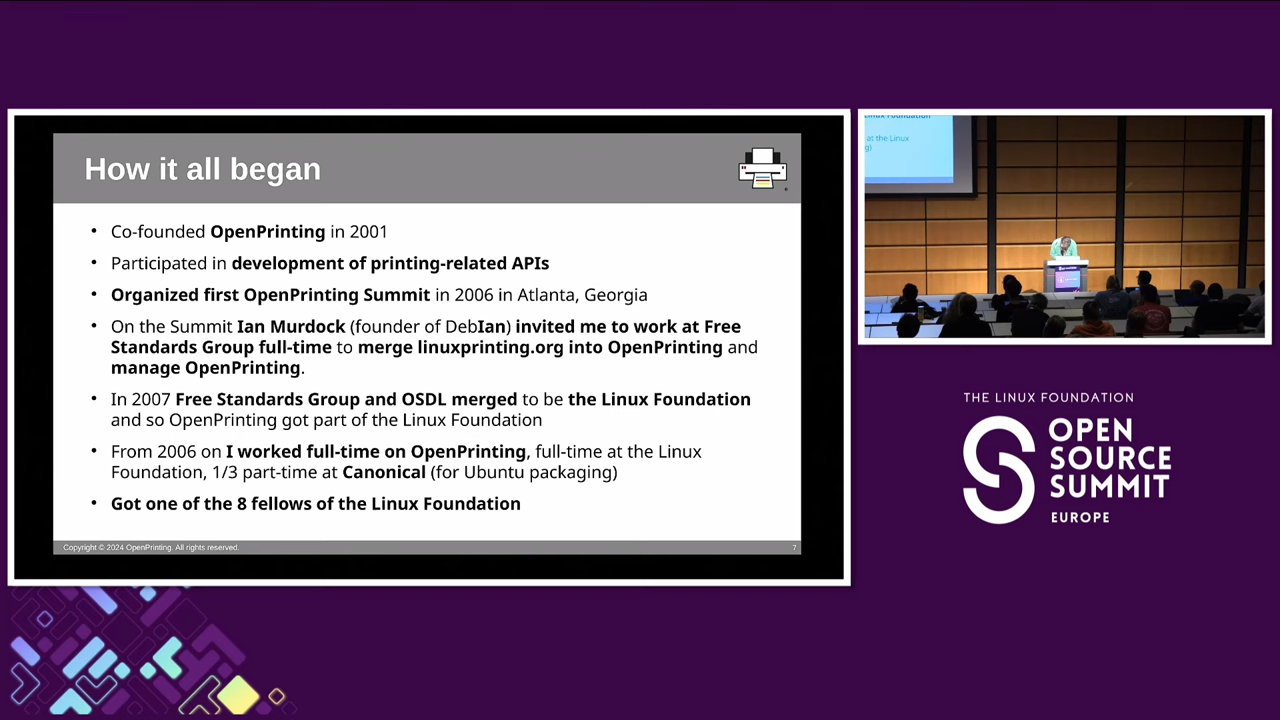 How it all began
• Co-founded OpenPrinting in 2001
• Participated in development of printing-related APIs
• Organized first OpenPrinting Summit in 2006 in Atlanta, Georgia
• On the Summit Ian Murdock (founder of DebIan) invited me to work at Free
Standards Group full-time to merge linuxprinting.org into OpenPrinting and
manage OpenPrinting.
• In 2007 Free Standards Group and OSDL merged to be the Linux Foundation
and so OpenPrinting got part of the Linux Foundation
• From 2006 on I worked full-time on OpenPrinting, full-time at the Linux
Foundation, 1/3 part-time at Canonical (for Ubuntu packaging)
• Got one of the 8 fellows of the Linux Foundation
Copyright © 2024 OpenPrinting. All rights reserved.
7
Linux Foundation
at the Linux
THE LINUX FOUNDATION
OPEN
SOURCE
SUMMIT
EUROPE